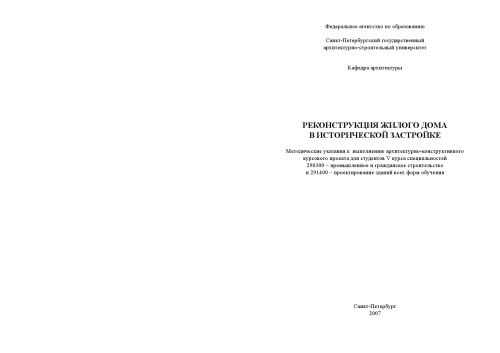 Федеральное агентство по образованию
Санкт-Петербургский государственный
архитектурно-строительный университет
Кафедра архитектуры
РЕКОНСТРУКЦИЯ ЖИЛОГО ДОМА
В ИСТОРИЧЕСКОЙ ЗАСТРОЙКЕ
Методические указания к выполнению архитектурно-конструктивного
курсового проекта для студентов V курса специальностей
290300 – промышленное и гражданское строительство
и 291400 – проектирование зданий всех форм обучения
Санкт-Петербург
2007